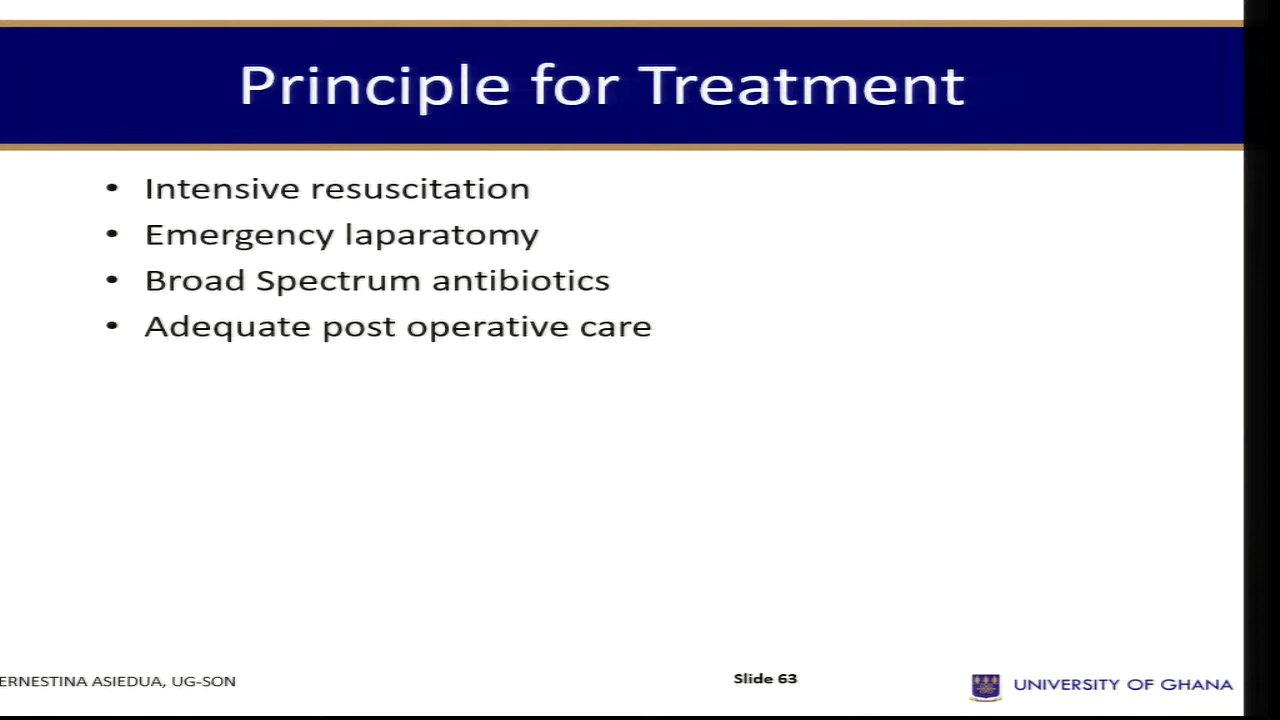 Principle for Treatment
• Intensive resuscitation
• Emergency laparatomy
• Broad Spectrum antibiotics
• Adequate post operative care
ERNESTINA ASIEDUA, UG-SON
Slide 63
UNIVERSITY OF GHANA